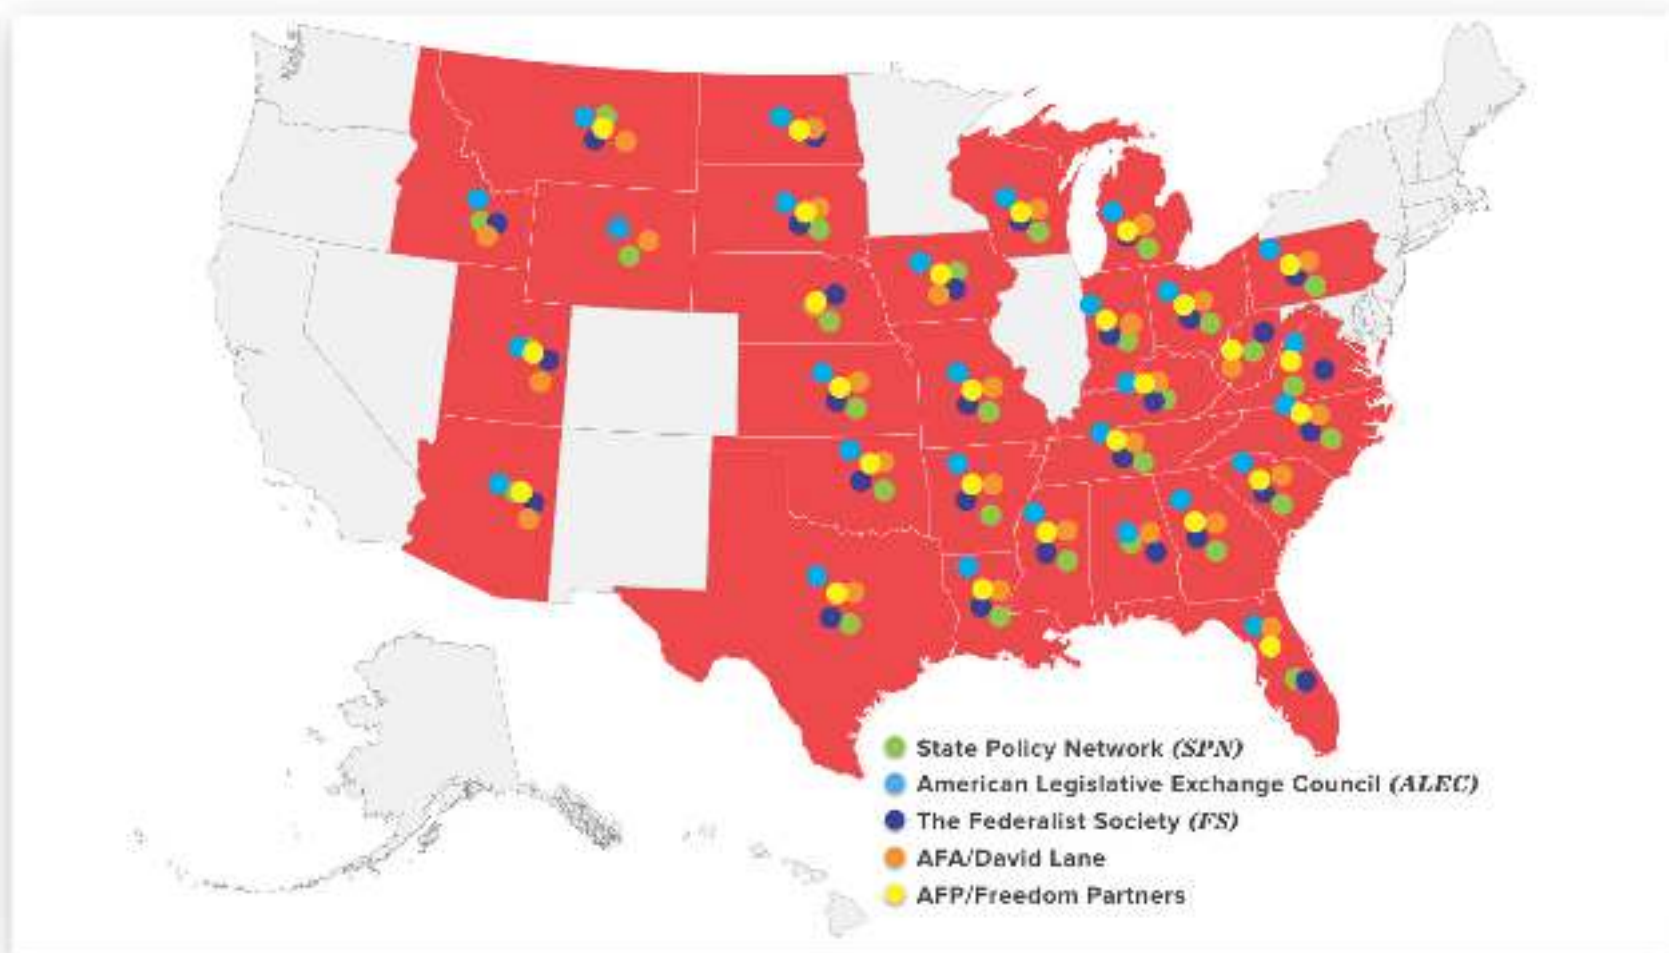 State Policy Network (SPN)
American Legislative Exchange Council (ALEC)
The Federalist Society (FS)
AFA/David Lane
AFP/Freedom Partners